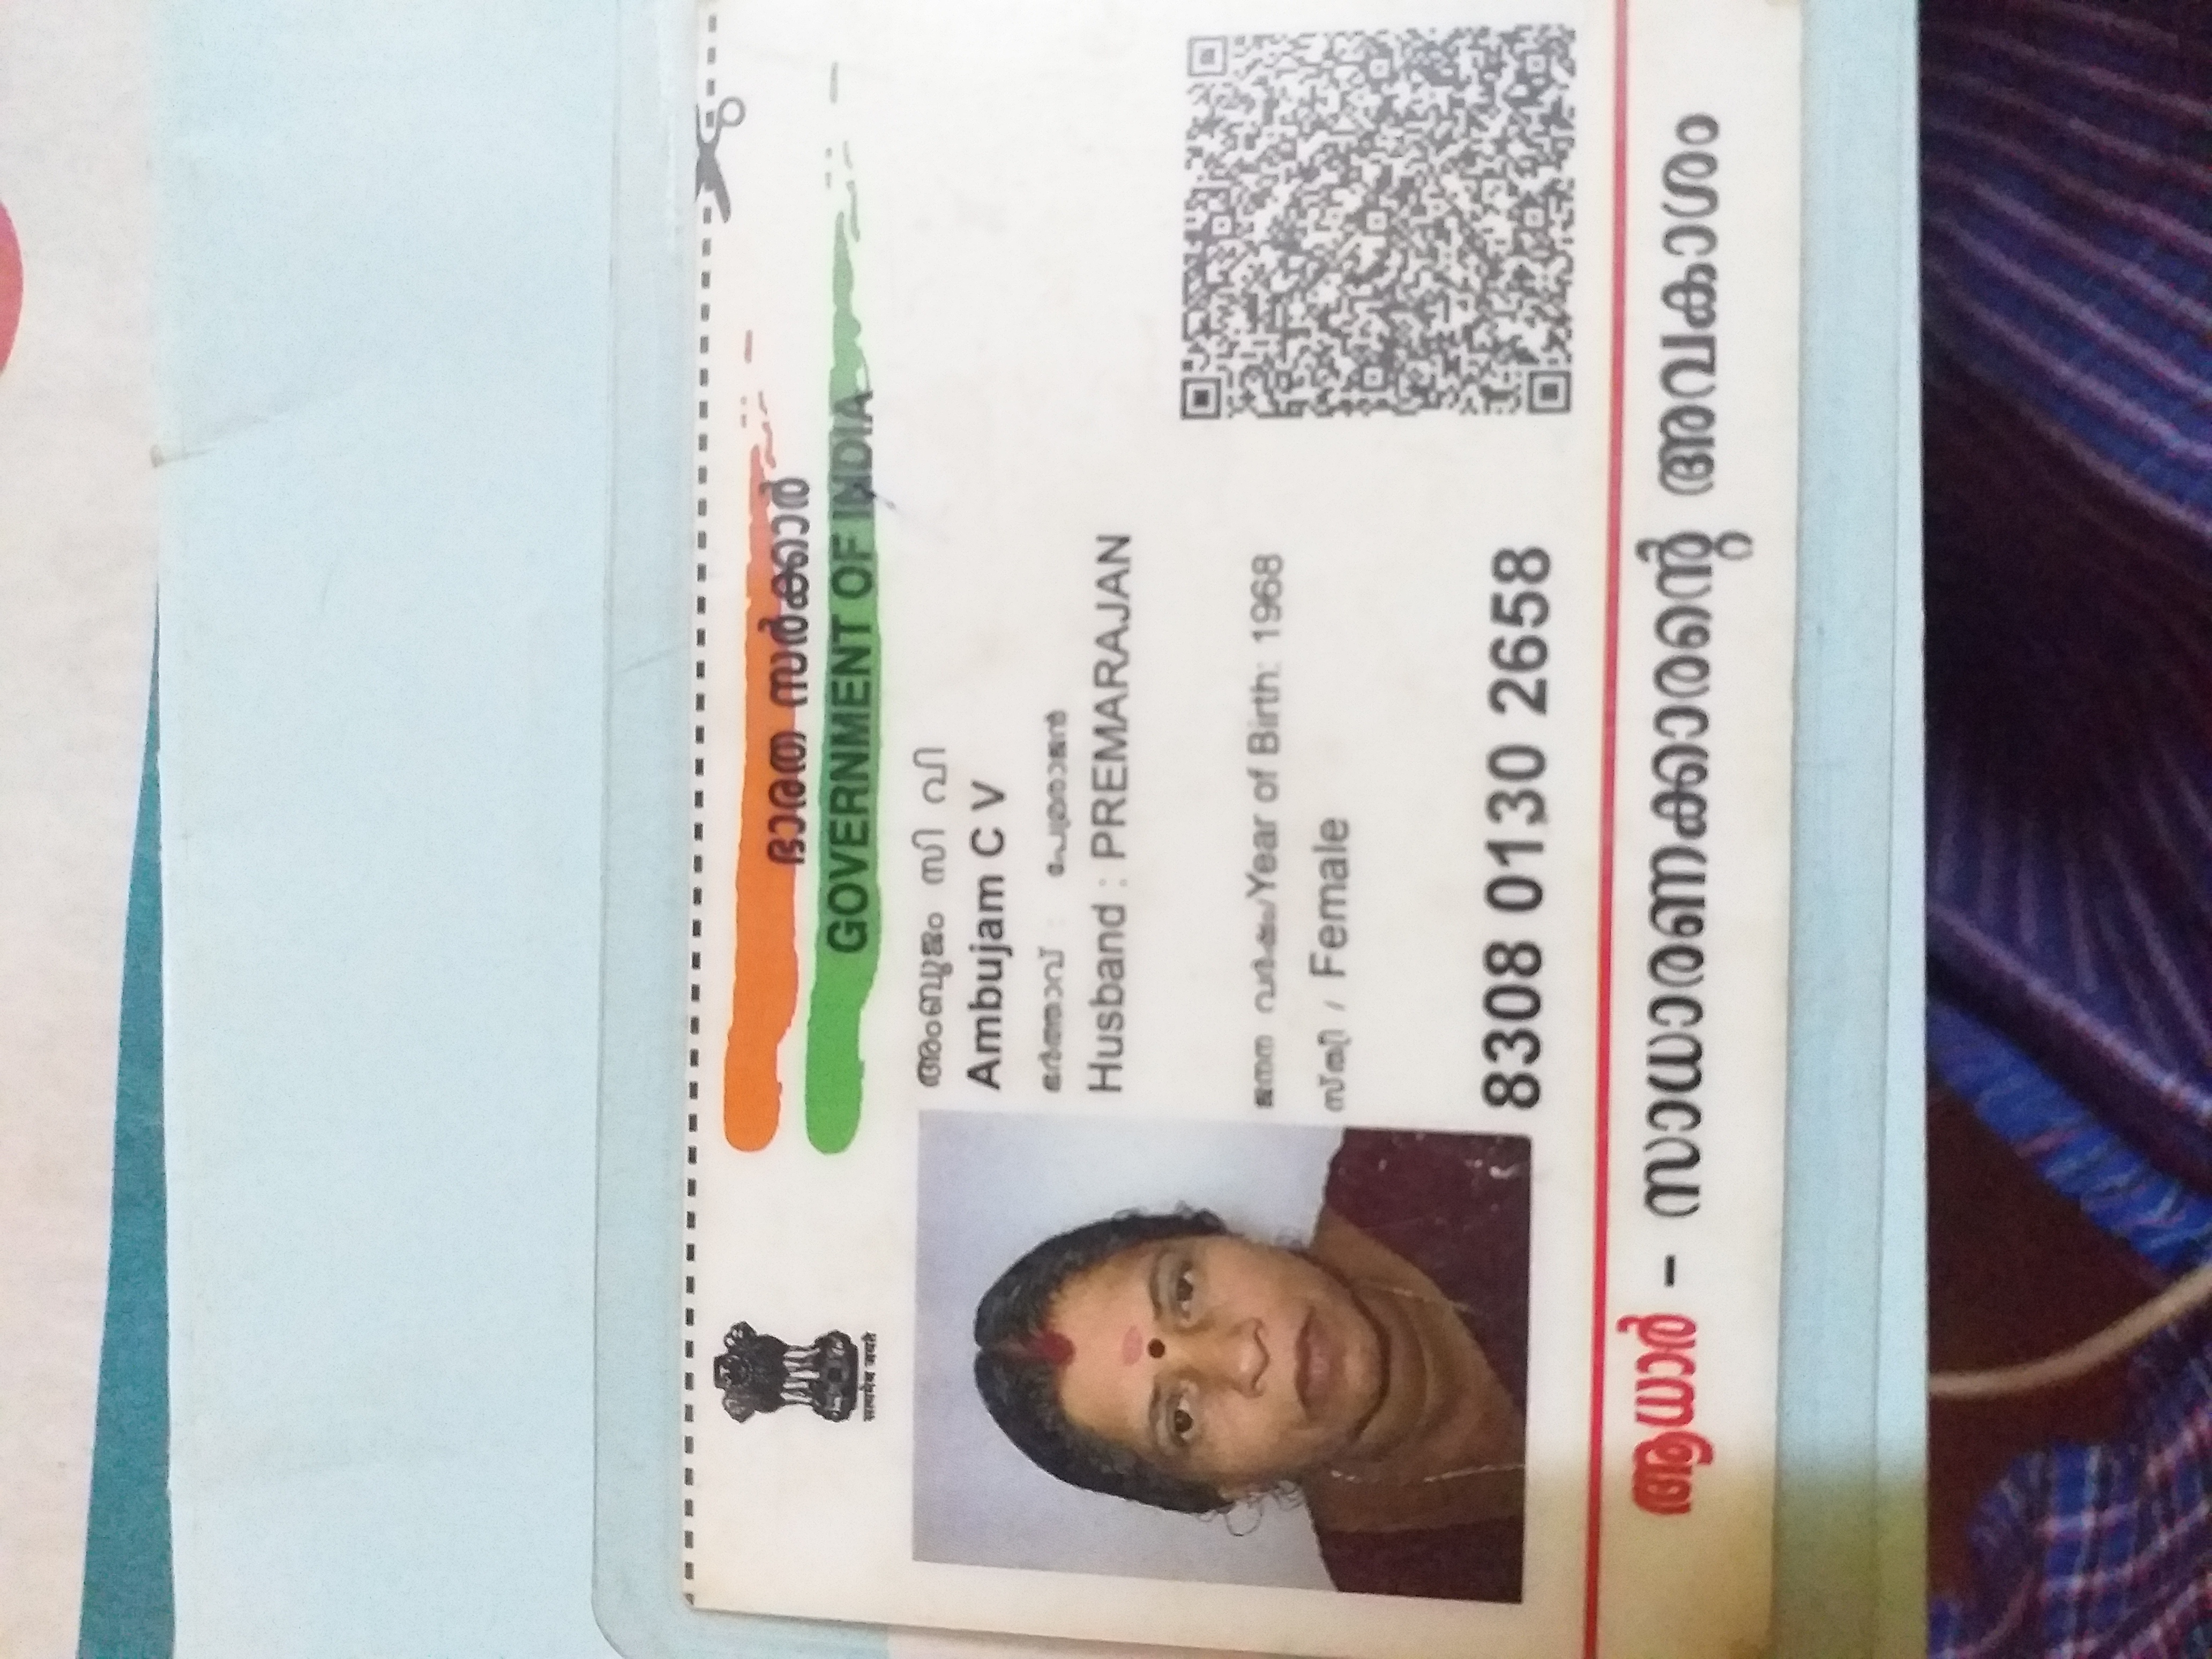 ഭാരത സർക്കാർ
GOVERNMENT OF INDIA
सत्यमेव जयते
അംബുജം സി വി
Ambujam C V
ഭർത്താവ് : പ്രേമരാജൻ
Husband : PREMARAJAN
ജനന വർഷം/Year of Birth: 1968
സ്ത്രീ / Female
8308 0130 2658
ആധാർ - സാധാരണക്കാരന്റെ അവകാശം